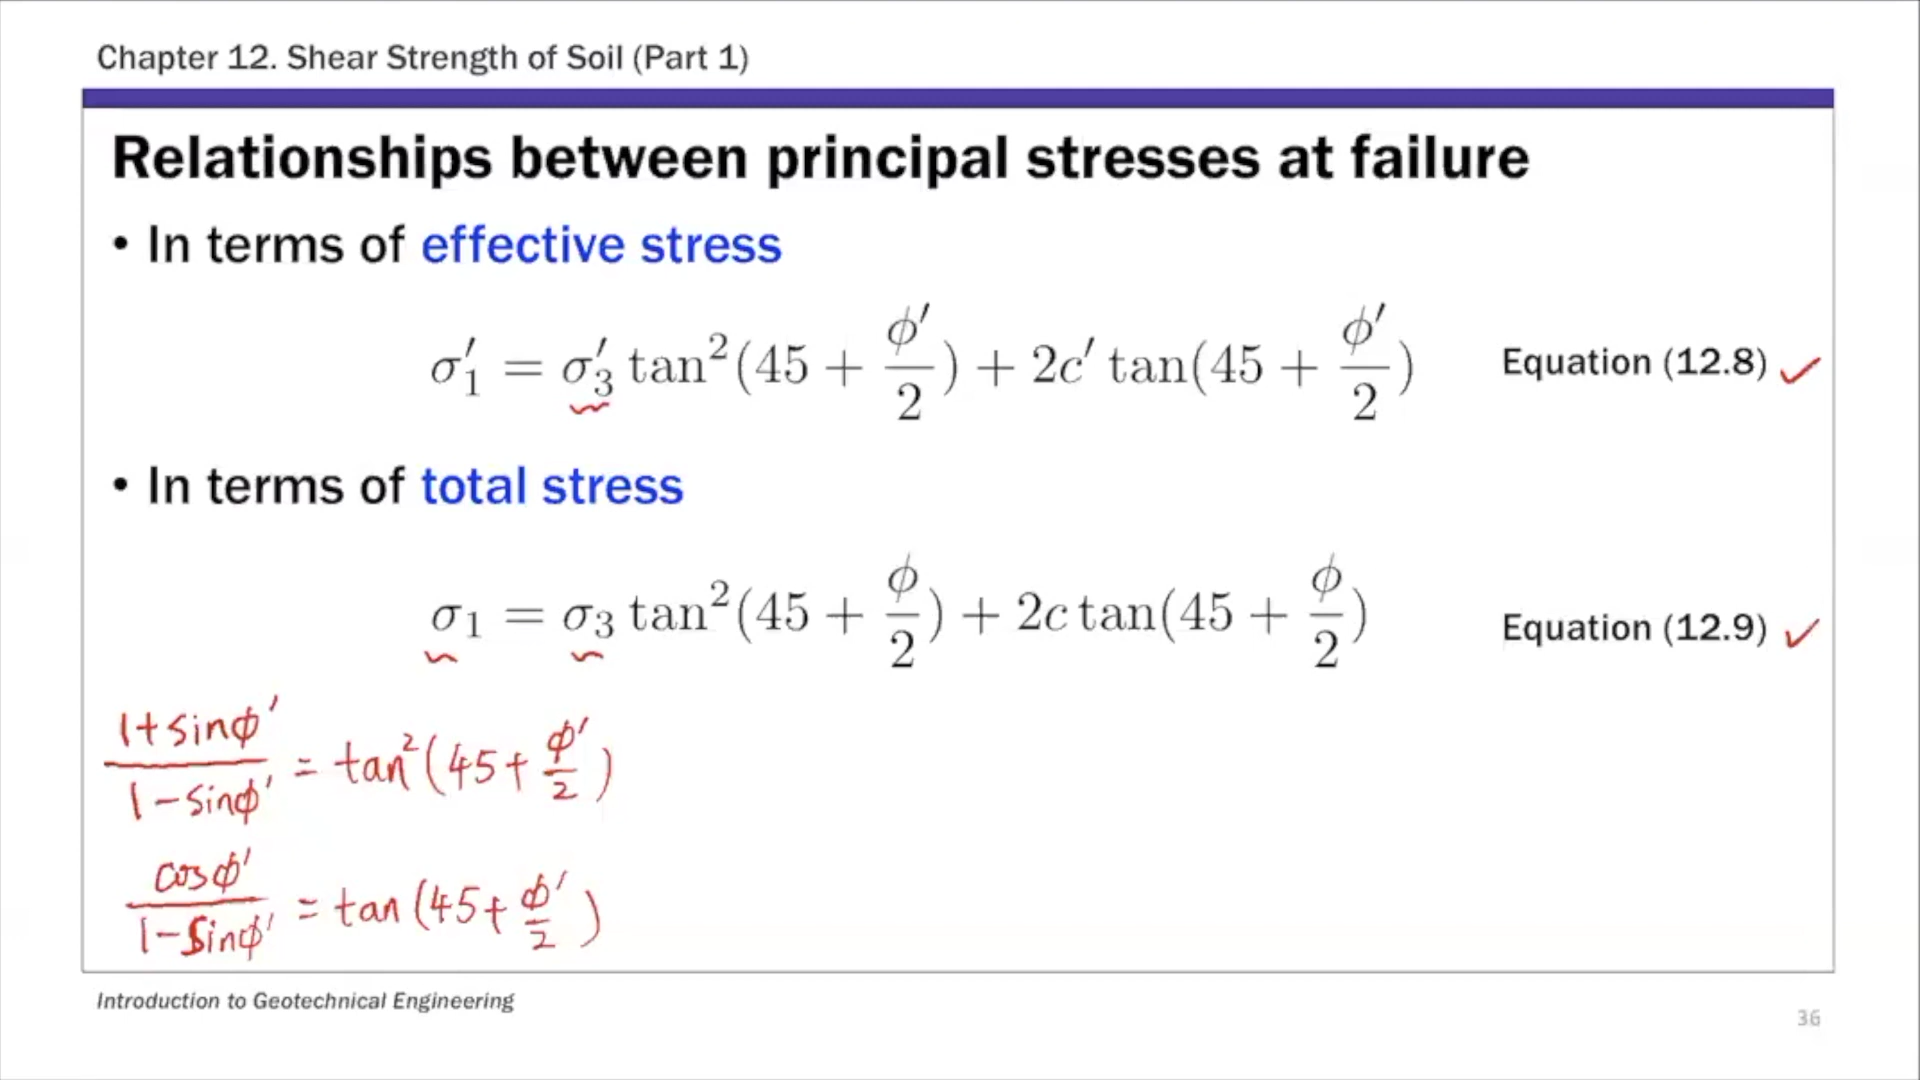 Chapter 12. Shear Strength of Soil (Part 1)
Relationships between principal stresses at failure
• In terms of effective stress
σ′₁ = σ′₃ tan²(45 + ϕ′/2) + 2c′ tan(45 + ϕ′/2) Equation (12.8) ✓
• In terms of total stress
σ₁ = σ₃ tan²(45 + ϕ/2) + 2c tan(45 + ϕ/2) Equation (12.9) ✓
(1+sinϕ′)/(1-sinϕ′) = tan²(45+ϕ′/2)
cosϕ′/(1-sinϕ′) = tan(45+ϕ′/2)
Introduction to Geotechnical Engineering
36